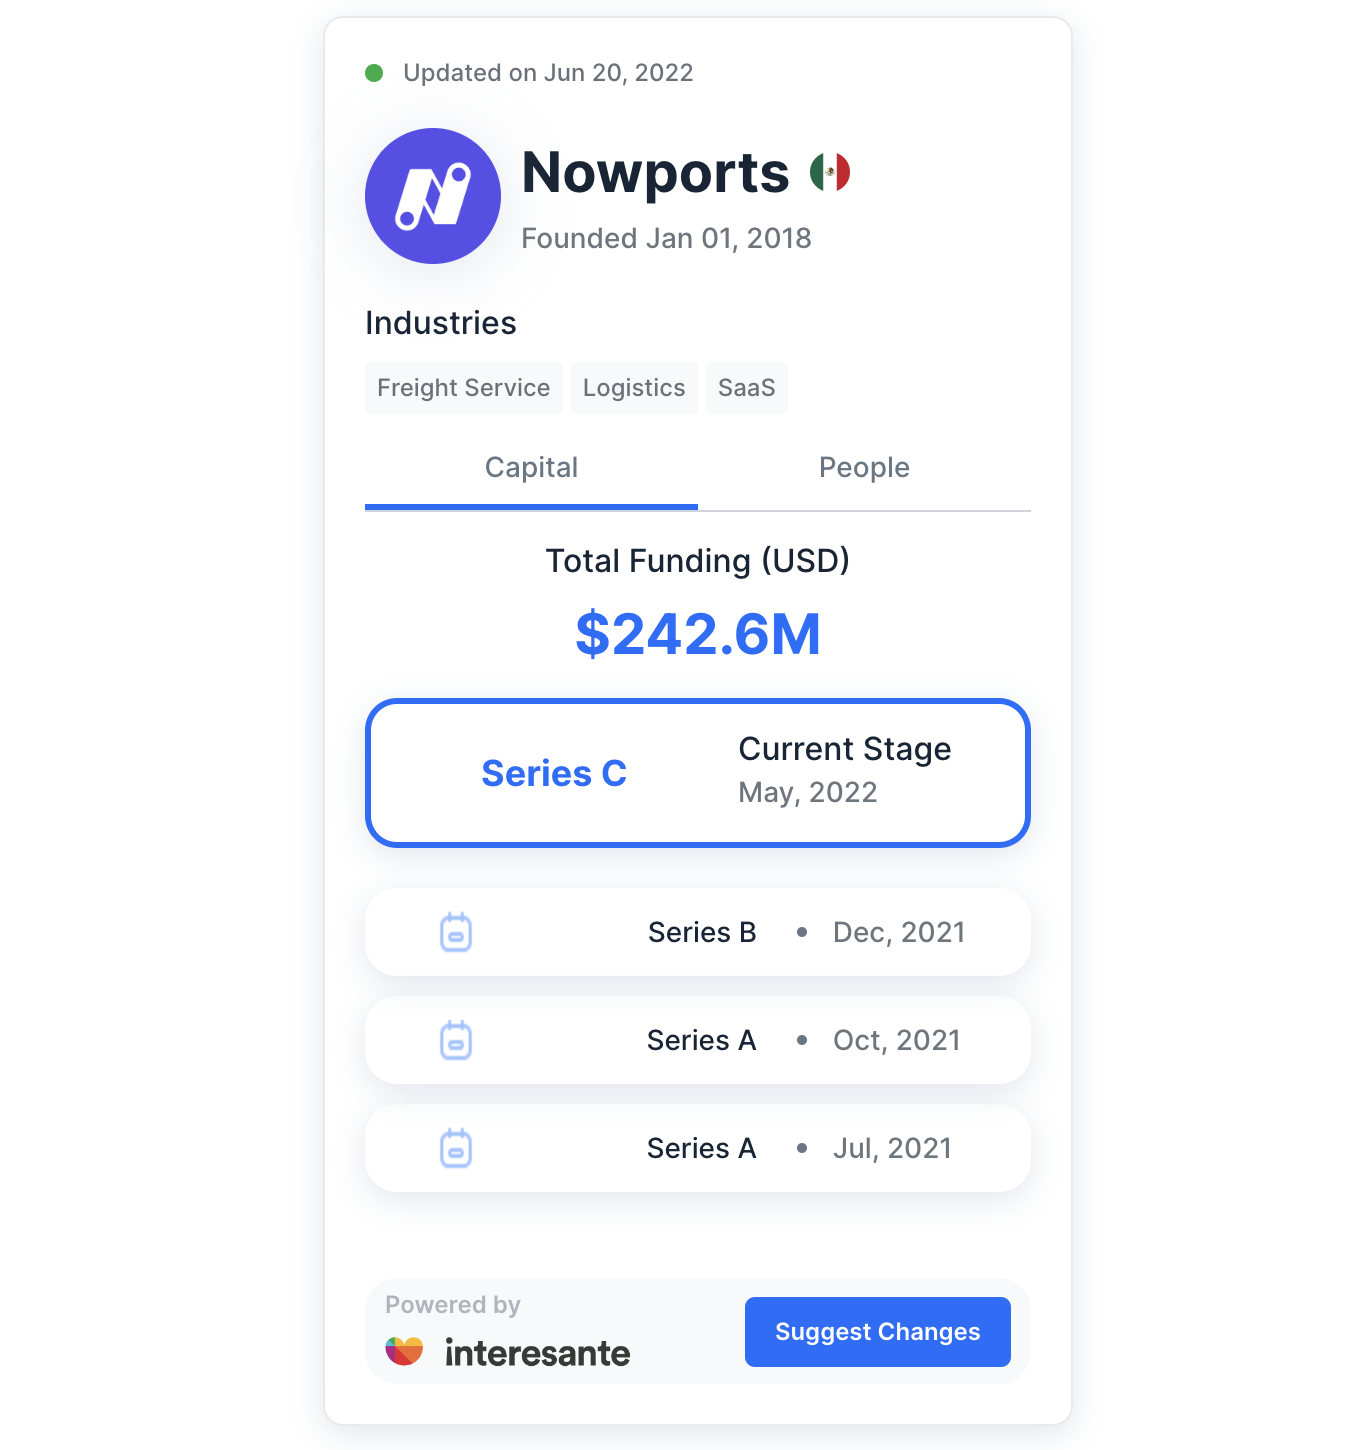 Updated on Jun 20, 2022
Nowports
Founded Jan 01, 2018
Industries
Freight Service Logistics SaaS
Capital People
Total Funding (USD)
$242.6M
Series C
Current Stage
May, 2022
Series B • Dec, 2021
Series A • Oct, 2021
Series A • Jul, 2021
Powered by
interesante
Suggest Changes